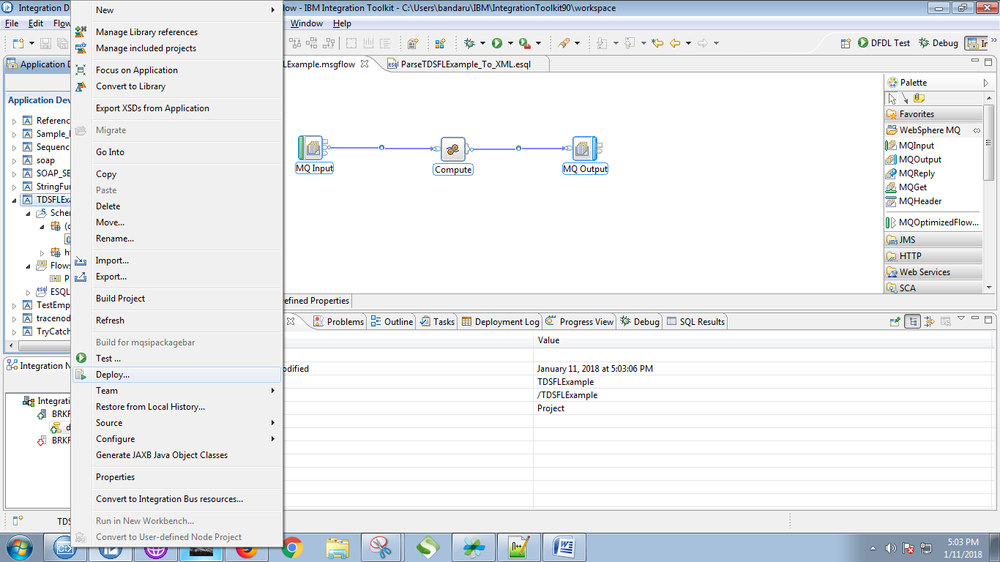 Integration D
low - IBM Integration Toolkit - C:\Users\bandaru\IBM\IntegrationToolkit90\workspace
File Edit Flow Window Help
DFDL Test Debug In
Application D
LExample.msgflow
ParseTDSFLExample_To_XML.esql
Application Dev
Referenc
Sample_
Sequenc
soap
SOAP_SE
StringFun
TDSFLExa
Schem
(d
ht
Flows
P
ESQL
TestEmp
tracenod
TryCatch
Integration N
Integrati
BRKR
d
BRKR
TDS
New
Manage Library references
Manage included projects
Focus on Application
Convert to Library
Export XSDs from Application
Migrate
Go Into
Copy
Paste
Delete
Move...
Rename...
Import...
Export...
Build Project
Refresh
Build for mqsipackagebar
Test ...
Deploy...
Team
Restore from Local History...
Source
Configure
Generate JAXB Java Object Classes
Properties
Convert to Integration Bus resources...
Run in New Workbench...
Convert to User-defined Node Project
MQ Input
Compute
MQ Output
Palette
Favorites
WebSphere MQ
MQInput
MQOutput
MQReply
MQGet
MQHeader
MQOptimizedFlow...
JMS
HTTP
Web Services
SCA
efined Properties
Problems Outline Tasks Deployment Log Progress View Debug SQL Results
Value
odified January 11, 2018 at 5:03:06 PM
TDSFLExample
/TDSFLExample
Project
5:03 PM
1/11/2018